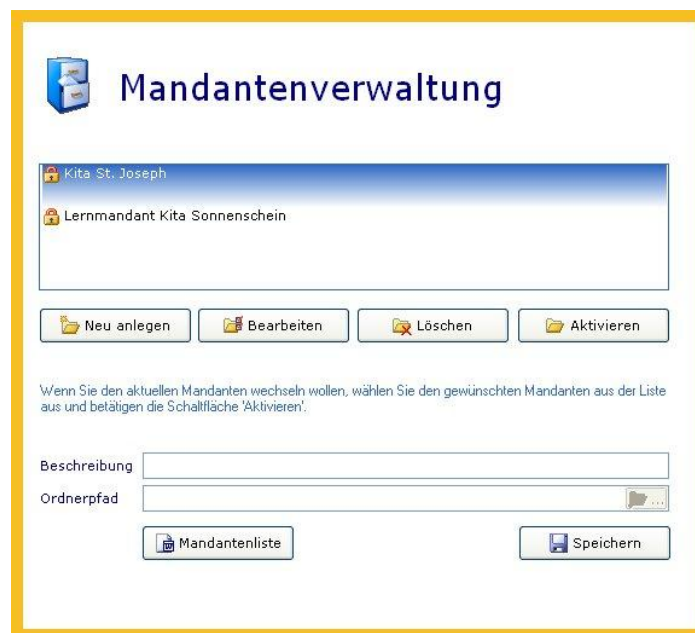 Mandantenverwaltung
Kita St. Joseph
Lernmandant Kita Sonnenschein
Neu anlegen
Bearbeiten
Löschen
Aktivieren
Wenn Sie den aktuellen Mandanten wechseln wollen, wählen Sie den gewünschten Mandanten aus der Liste
aus und betätigen die Schaltfläche 'Aktivieren'.
Beschreibung
Ordnerpfad
...
Mandantenliste
Speichern